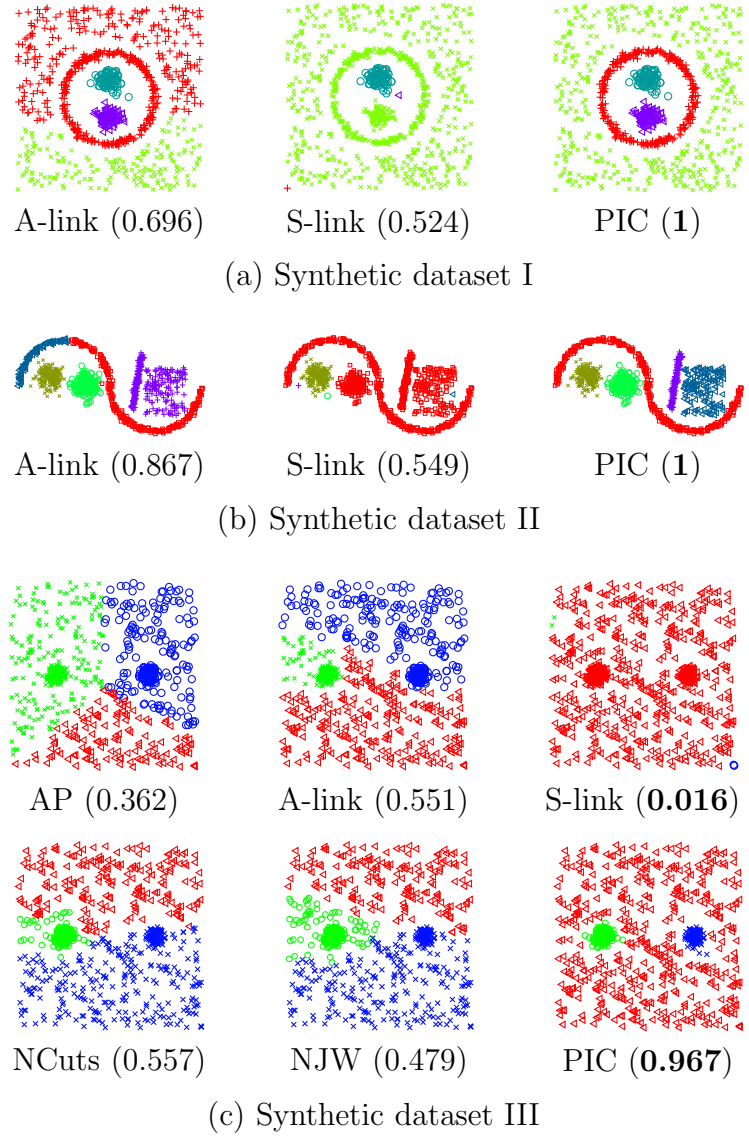 A-link (0.696) S-link (0.524) PIC (1)
(a) Synthetic dataset I
A-link (0.867) S-link (0.549) PIC (1)
(b) Synthetic dataset II
AP (0.362) A-link (0.551) S-link (0.016)
NCuts (0.557) NJW (0.479) PIC (0.967)
(c) Synthetic dataset III